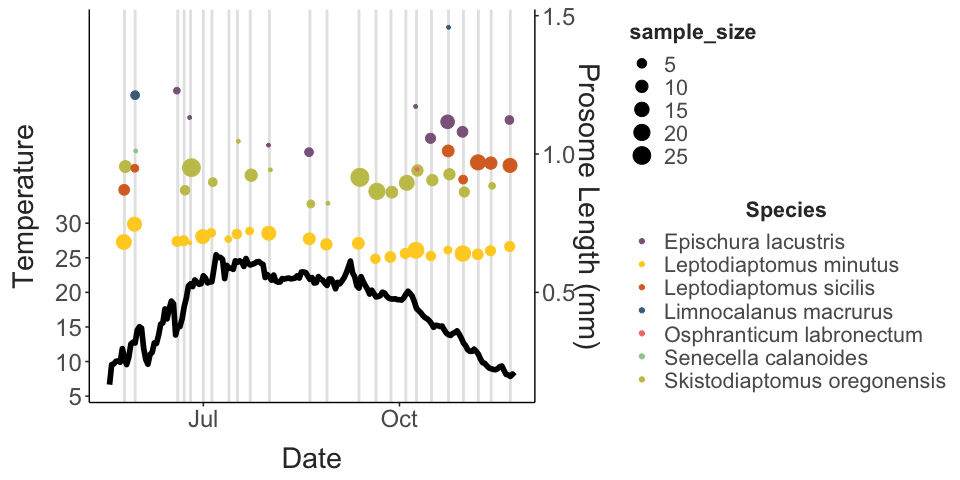 Temperature
30
25
20
15
10
5
Jul
Oct
Date
1.5
1.0
0.5
Prosome Length (mm)
sample_size
5
10
15
20
25
Species
Epischura lacustris
Leptodiaptomus minutus
Leptodiaptomus sicilis
Limnocalanus macrurus
Osphranticum labronectum
Senecella calanoides
Skistodiaptomus oregonensis